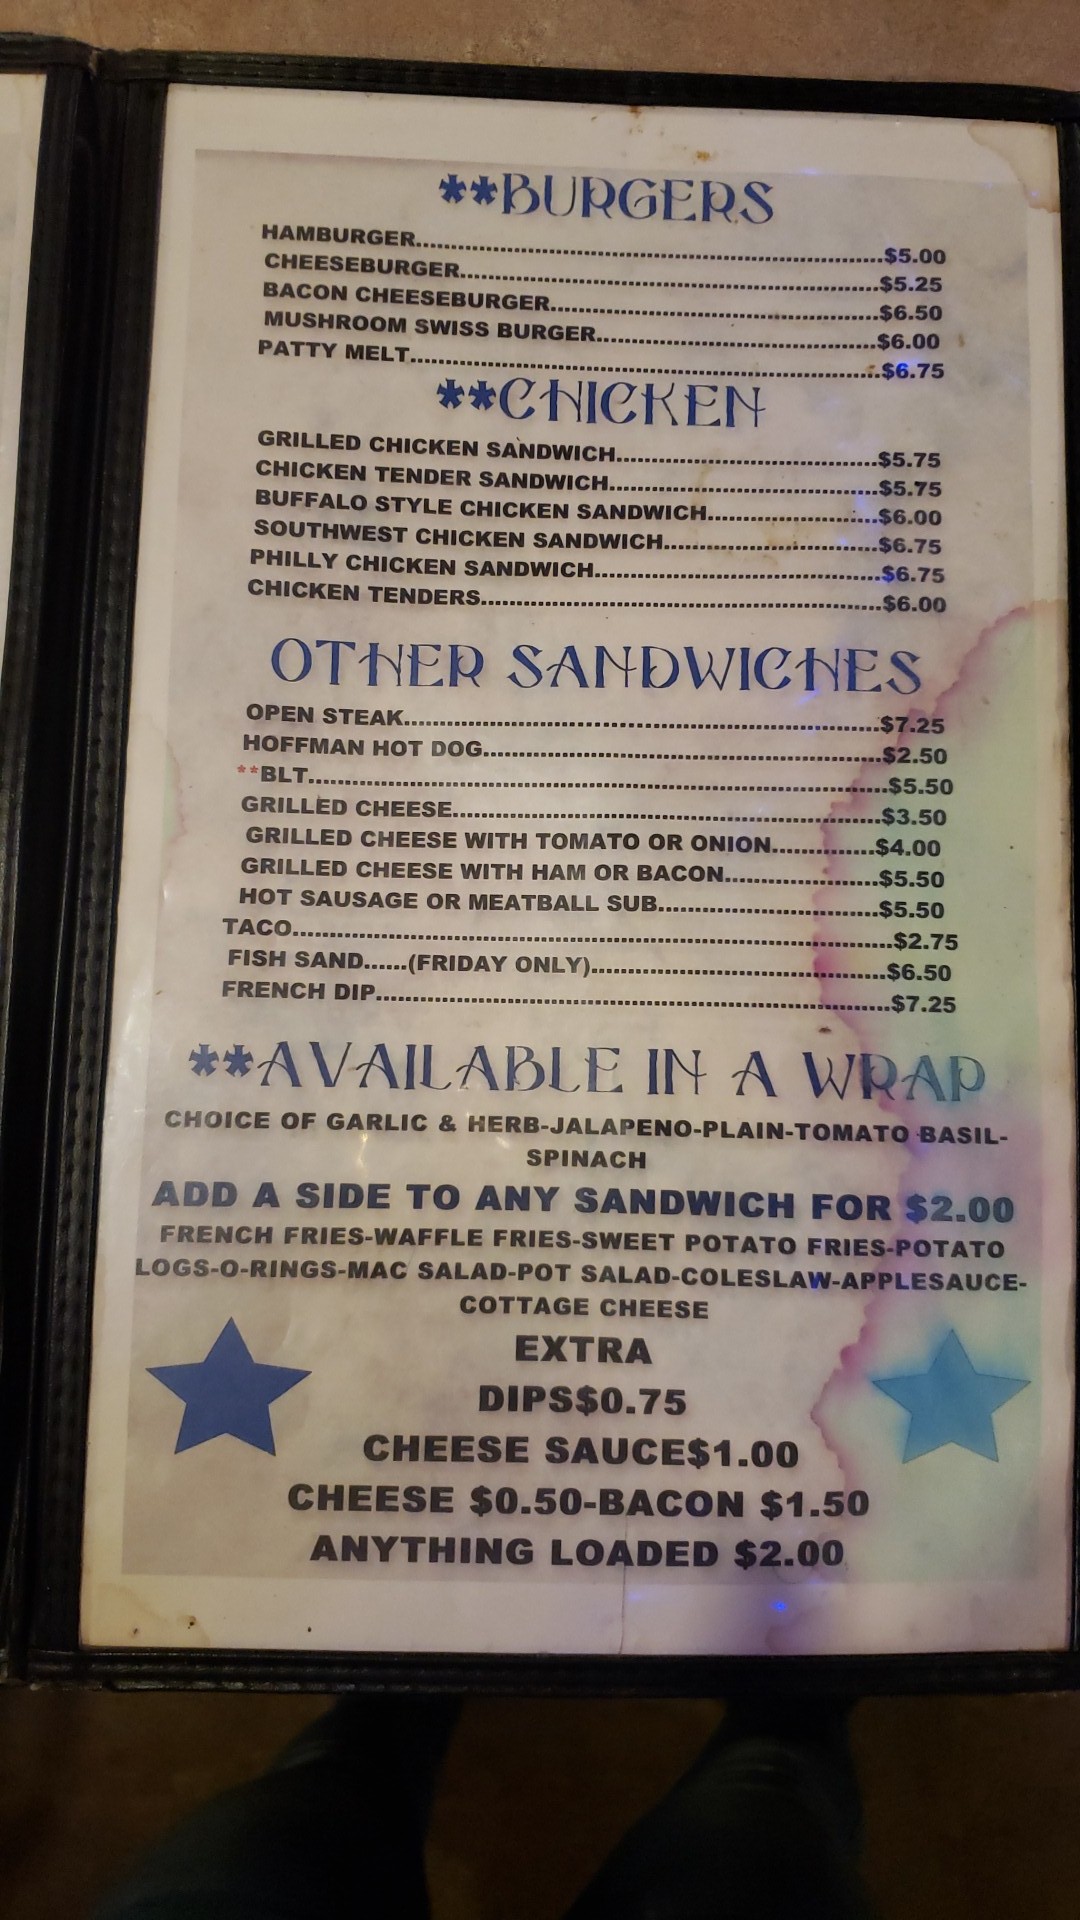 **BURGERS
HAMBURGER........$5.00
CHEESEBURGER........$5.25
BACON CHEESEBURGER........$6.50
MUSHROOM SWISS BURGER........$6.00
PATTY MELT........$6.75
**CHICKEN
GRILLED CHICKEN SANDWICH........$5.75
CHICKEN TENDER SANDWICH........$5.75
BUFFALO STYLE CHICKEN SANDWICH........$6.00
SOUTHWEST CHICKEN SANDWICH........$6.75
PHILLY CHICKEN SANDWICH........$6.75
CHICKEN TENDERS........$6.00
OTHER SANDWICHES
OPEN STEAK........$7.25
HOFFMAN HOT DOG........$2.50
**BLT........$5.50
GRILLED CHEESE........$3.50
GRILLED CHEESE WITH TOMATO OR ONION........$4.00
GRILLED CHEESE WITH HAM OR BACON........$5.50
HOT SAUSAGE OR MEATBALL SUB........$5.50
TACO........$2.75
FISH SAND......(FRIDAY ONLY)........$6.50
FRENCH DIP........$7.25
**AVAILABLE IN A WRAP
CHOICE OF GARLIC & HERB-JALAPENO-PLAIN-TOMATO BASIL-
SPINACH
ADD A SIDE TO ANY SANDWICH FOR $2.00
FRENCH FRIES-WAFFLE FRIES-SWEET POTATO FRIES-POTATO
LOGS-O-RINGS-MAC SALAD-POT SALAD-COLESLAW-APPLESAUCE-
COTTAGE CHEESE
EXTRA
DIPS$0.75
CHEESE SAUCE$1.00
CHEESE $0.50-BACON $1.50
ANYTHING LOADED $2.00